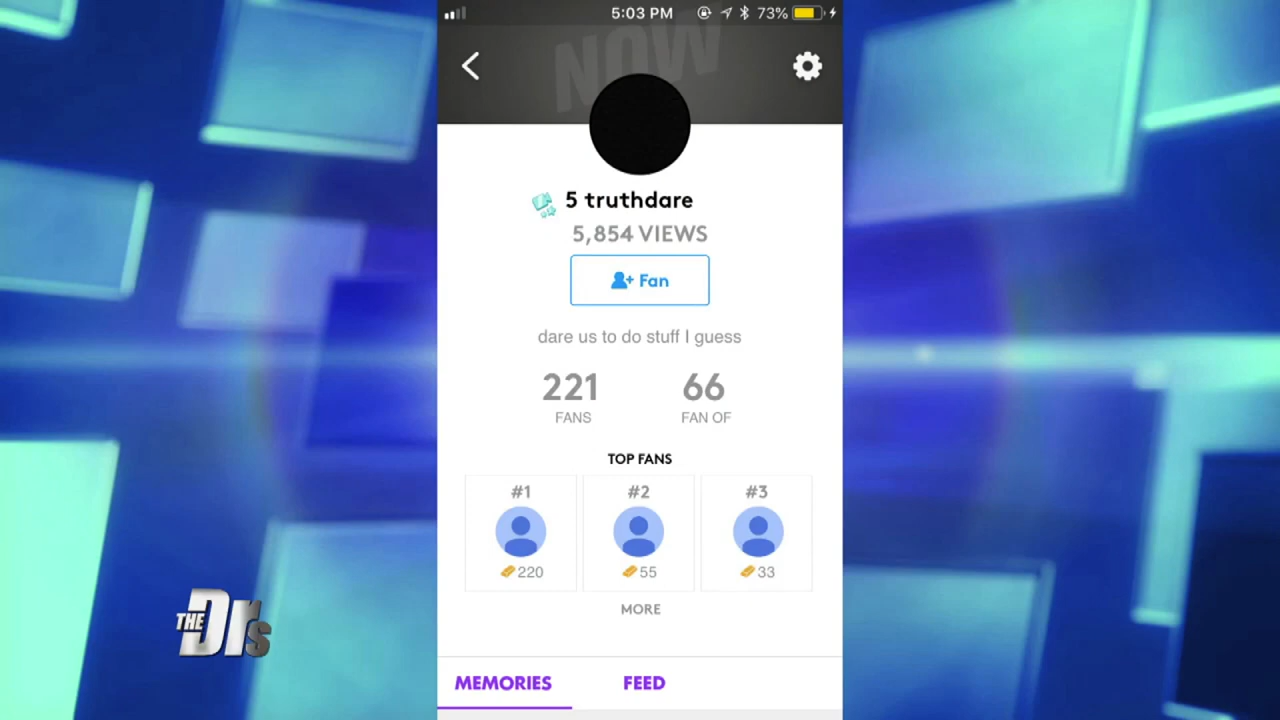 5:03 PM 73%
NOW
5 truthdare
5,854 VIEWS
Fan
dare us to do stuff I guess
221 66
FANS FAN OF
TOP FANS
#1 #2 #3
220 55 33
MORE
THE Drs
MEMORIES FEED